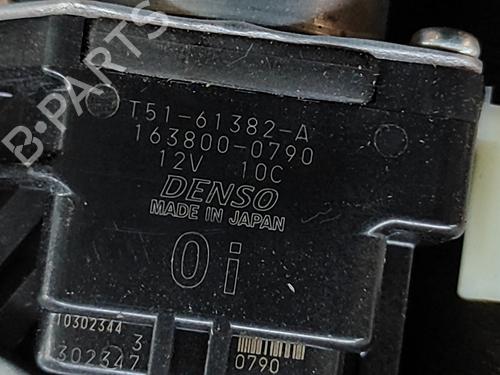 B-PARTS
T51-61382-A
163800-0790
12V 10C
DENSO
MADE IN JAPAN
0i
10302344
3
302347
0790